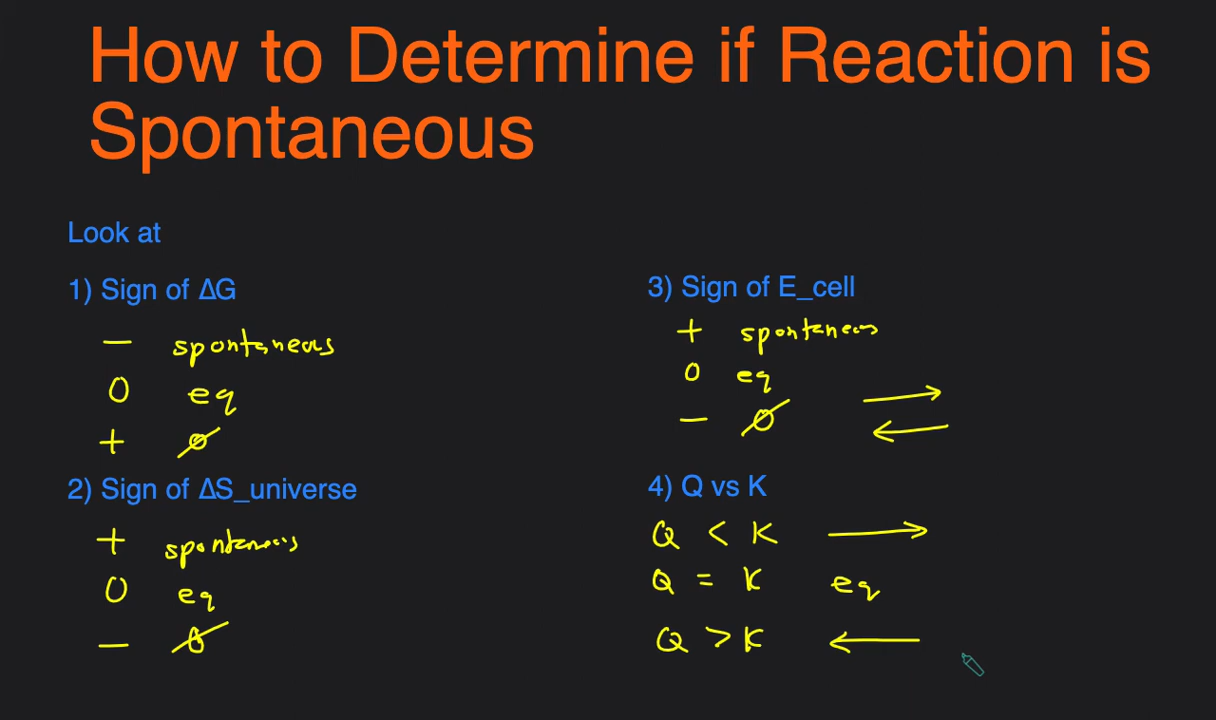 How to Determine if Reaction is
Spontaneous
Look at
1) Sign of ΔG
− spontaneous
0 eq
+ ∅
2) Sign of ΔS_universe
+ spontaneous
0 eq
− ∅
3) Sign of E_cell
+ spontaneous
0 eq
− ∅
4) Q vs K
Q < K →
Q = K eq
Q > K ←